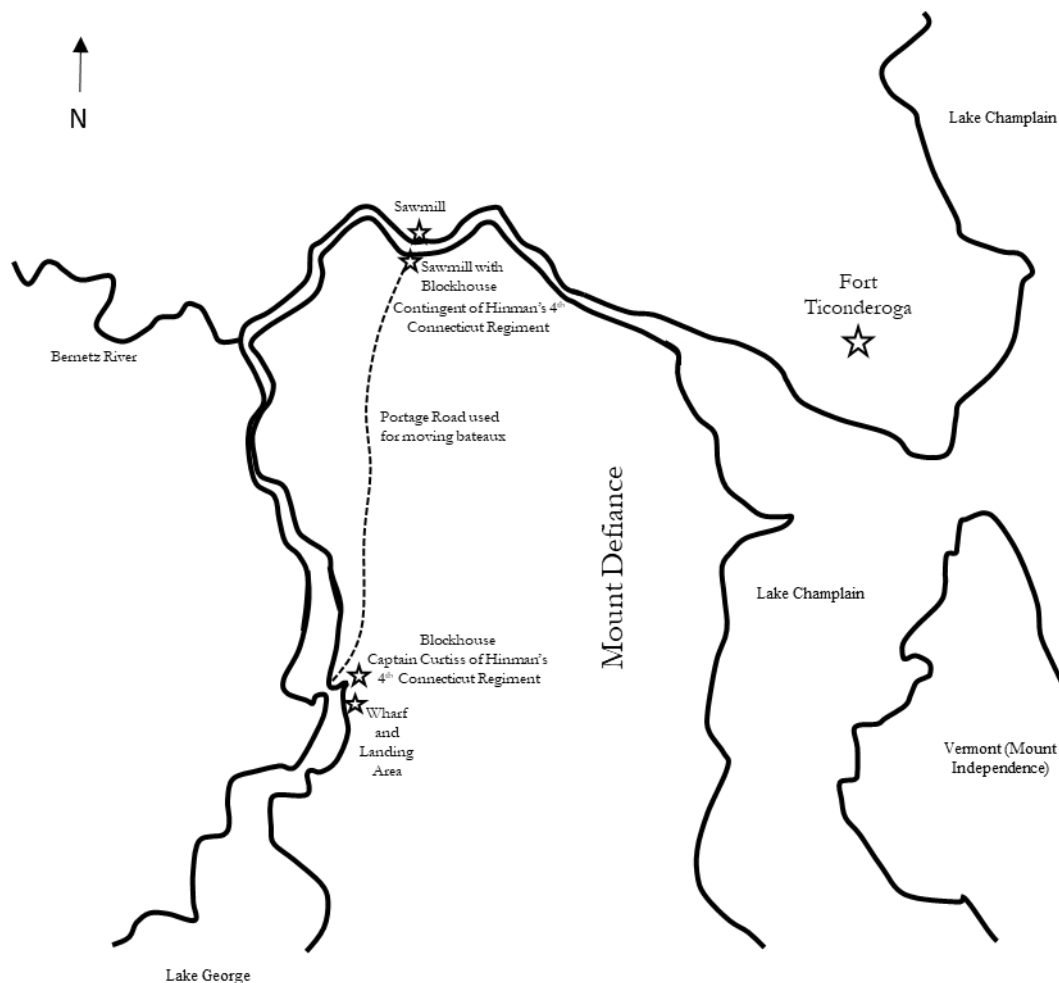 N
Lake Champlain
Sawmill
Sawmill with
Blockhouse
Contingent of Hinman's 4th
Connecticut Regiment
Fort
Ticonderoga
Bernetz River
Portage Road used
for moving bateaux
Mount Defiance
Lake Champlain
Blockhouse
Captain Curtiss of Hinman's
4th Connecticut Regiment
Wharf
and
Landing
Area
Vermont (Mount
Independence)
Lake George